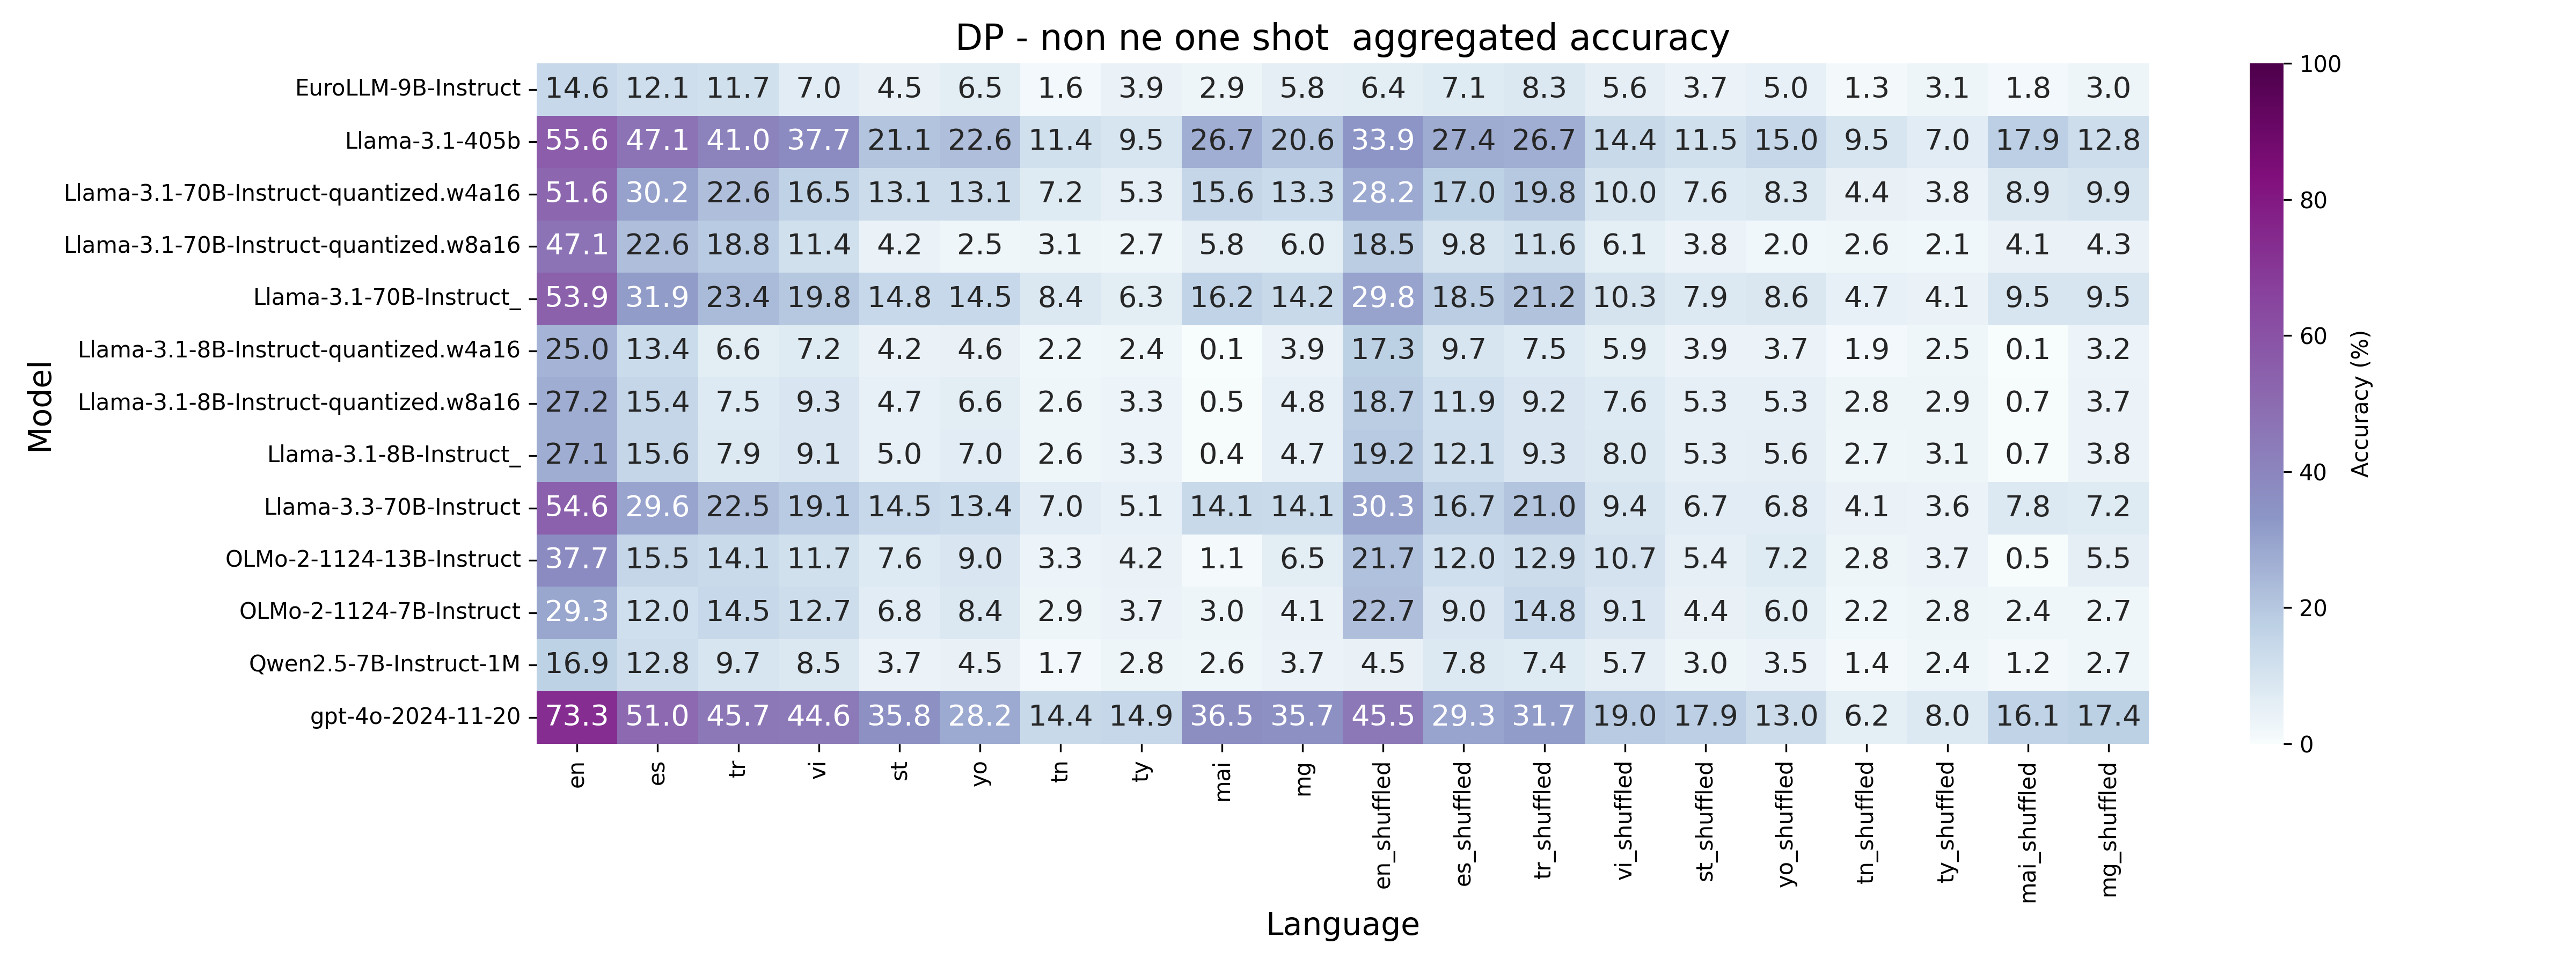 DP - non ne one shot  aggregated accuracy
Model
EuroLLM-9B-Instruct 14.6 12.1 11.7 7.0 4.5 6.5 1.6 3.9 2.9 5.8 6.4 7.1 8.3 5.6 3.7 5.0 1.3 3.1 1.8 3.0
Llama-3.1-405b 55.6 47.1 41.0 37.7 21.1 22.6 11.4 9.5 26.7 20.6 33.9 27.4 26.7 14.4 11.5 15.0 9.5 7.0 17.9 12.8
Llama-3.1-70B-Instruct-quantized.w4a16 51.6 30.2 22.6 16.5 13.1 13.1 7.2 5.3 15.6 13.3 28.2 17.0 19.8 10.0 7.6 8.3 4.4 3.8 8.9 9.9
Llama-3.1-70B-Instruct-quantized.w8a16 47.1 22.6 18.8 11.4 4.2 2.5 3.1 2.7 5.8 6.0 18.5 9.8 11.6 6.1 3.8 2.0 2.6 2.1 4.1 4.3
Llama-3.1-70B-Instruct_ 53.9 31.9 23.4 19.8 14.8 14.5 8.4 6.3 16.2 14.2 29.8 18.5 21.2 10.3 7.9 8.6 4.7 4.1 9.5 9.5
Llama-3.1-8B-Instruct-quantized.w4a16 25.0 13.4 6.6 7.2 4.2 4.6 2.2 2.4 0.1 3.9 17.3 9.7 7.5 5.9 3.9 3.7 1.9 2.5 0.1 3.2
Llama-3.1-8B-Instruct-quantized.w8a16 27.2 15.4 7.5 9.3 4.7 6.6 2.6 3.3 0.5 4.8 18.7 11.9 9.2 7.6 5.3 5.3 2.8 2.9 0.7 3.7
Llama-3.1-8B-Instruct_ 27.1 15.6 7.9 9.1 5.0 7.0 2.6 3.3 0.4 4.7 19.2 12.1 9.3 8.0 5.3 5.6 2.7 3.1 0.7 3.8
Llama-3.3-70B-Instruct 54.6 29.6 22.5 19.1 14.5 13.4 7.0 5.1 14.1 14.1 30.3 16.7 21.0 9.4 6.7 6.8 4.1 3.6 7.8 7.2
OLMo-2-1124-13B-Instruct 37.7 15.5 14.1 11.7 7.6 9.0 3.3 4.2 1.1 6.5 21.7 12.0 12.9 10.7 5.4 7.2 2.8 3.7 0.5 5.5
OLMo-2-1124-7B-Instruct 29.3 12.0 14.5 12.7 6.8 8.4 2.9 3.7 3.0 4.1 22.7 9.0 14.8 9.1 4.4 6.0 2.2 2.8 2.4 2.7
Qwen2.5-7B-Instruct-1M 16.9 12.8 9.7 8.5 3.7 4.5 1.7 2.8 2.6 3.7 4.5 7.8 7.4 5.7 3.0 3.5 1.4 2.4 1.2 2.7
gpt-4o-2024-11-20 73.3 51.0 45.7 44.6 35.8 28.2 14.4 14.9 36.5 35.7 45.5 29.3 31.7 19.0 17.9 13.0 6.2 8.0 16.1 17.4
en es tr vi st yo tn ty mai mg en_shuffled es_shuffled tr_shuffled vi_shuffled st_shuffled yo_shuffled tn_shuffled ty_shuffled mai_shuffled mg_shuffled
Language
100
80
60
40
20
0
Accuracy (%)